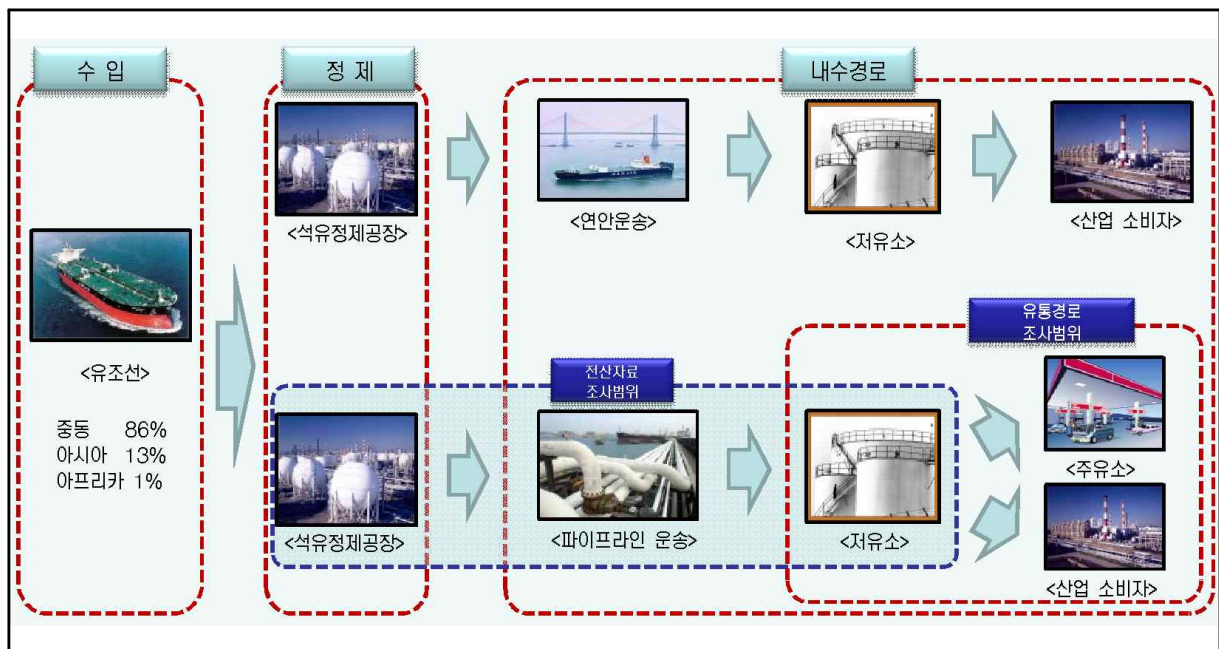 수 입
정 제
내수경로
<석유정제공장>
<연안운송>
<저유소>
<산업 소비자>
<유조선>
중동 86%
아시아 13%
아프리카 1%
유통경로
조사범위
전산자료
조사범위
<주유소>
<석유정제공장>
<파이프라인 운송>
<저유소>
<산업 소비자>